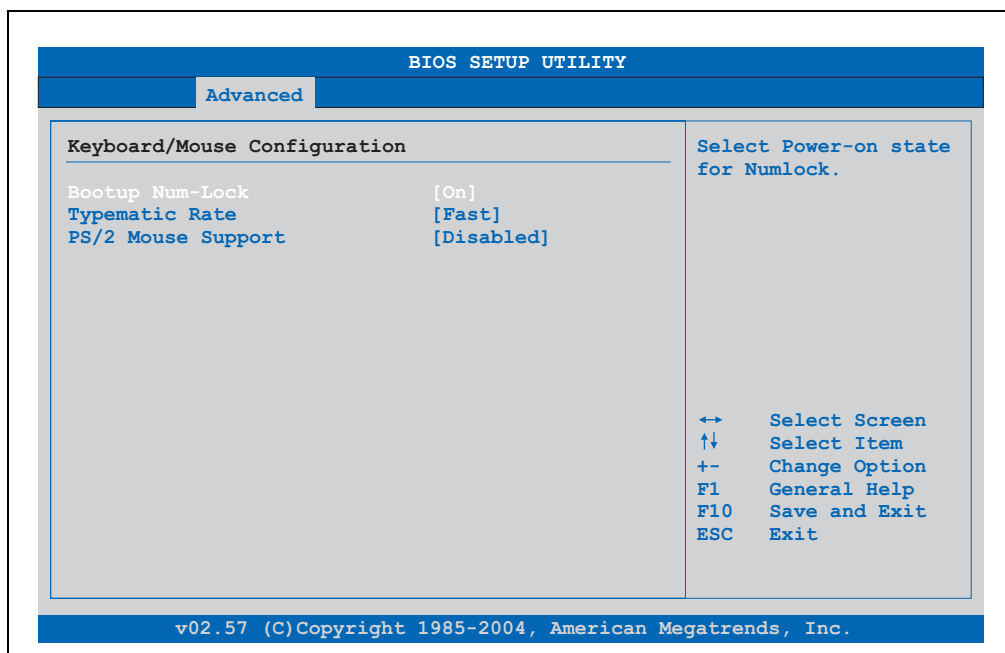 BIOS SETUP UTILITY
Advanced
Keyboard/Mouse Configuration
Bootup Num-Lock [On]
Typematic Rate [Fast]
PS/2 Mouse Support [Disabled]
Select Power-on state
for Numlock.
↔ Select Screen
↑↓ Select Item
+- Change Option
F1 General Help
F10 Save and Exit
ESC Exit
v02.57 (C)Copyright 1985-2004, American Megatrends, Inc.